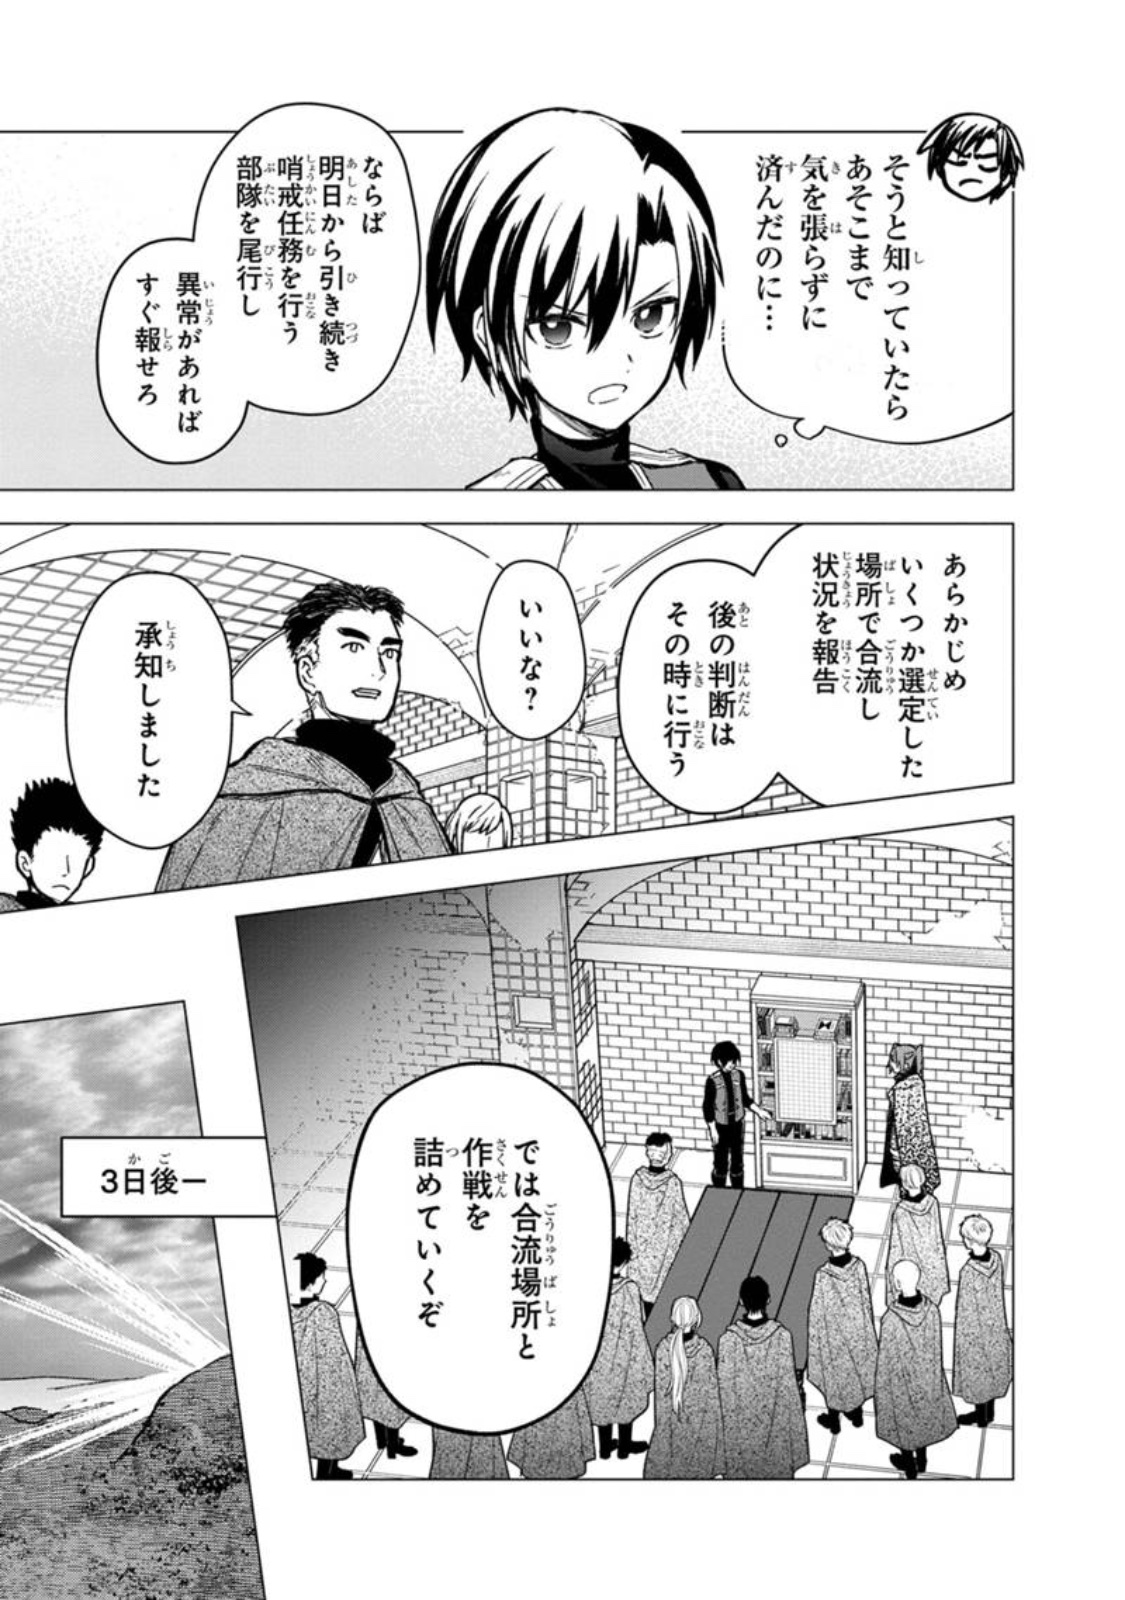 そうと知っていたら
あそこまで
気を張らずに
済んだのに…
ならば
明日から引き続き
哨戒任務を行う
部隊を尾行し
異常があれば
すぐ報せろ
あらかじめ
いくつか選定した
場所で合流し
状況を報告
後の判断は
その時に行う
いいな?
承知しました
では合流場所と
作戦を
詰めていくぞ
3日後ー